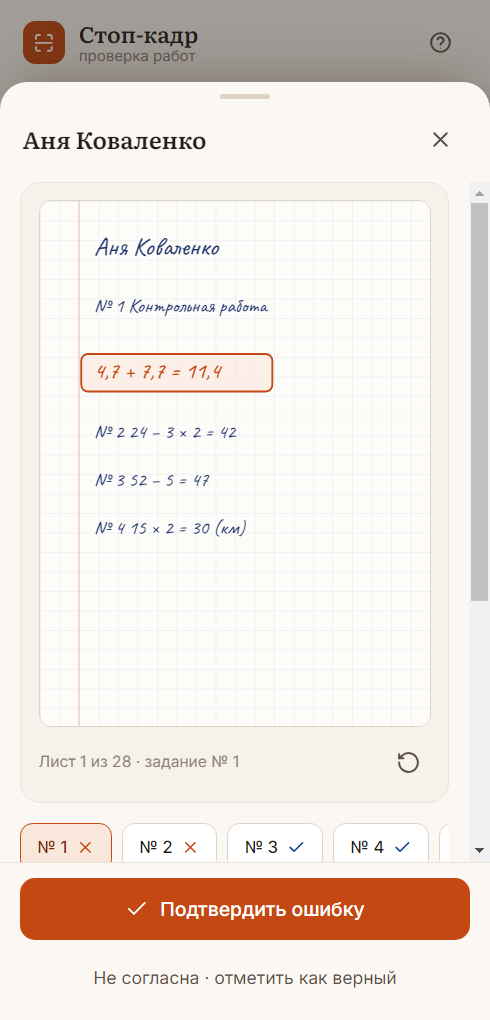 Стоп-кадр
проверка работ
Аня Коваленко
Аня Коваленко
№ 1 Контрольная работа
4,7 + 7,7 = 11,4
№ 2 24 – 3 × 2 = 42
№ 3 52 – 5 = 47
№ 4 15 × 2 = 30 (км)
Лист 1 из 28 · задание № 1
№ 1 № 2 № 3 № 4
Подтвердить ошибку
Не согласна · отметить как верный